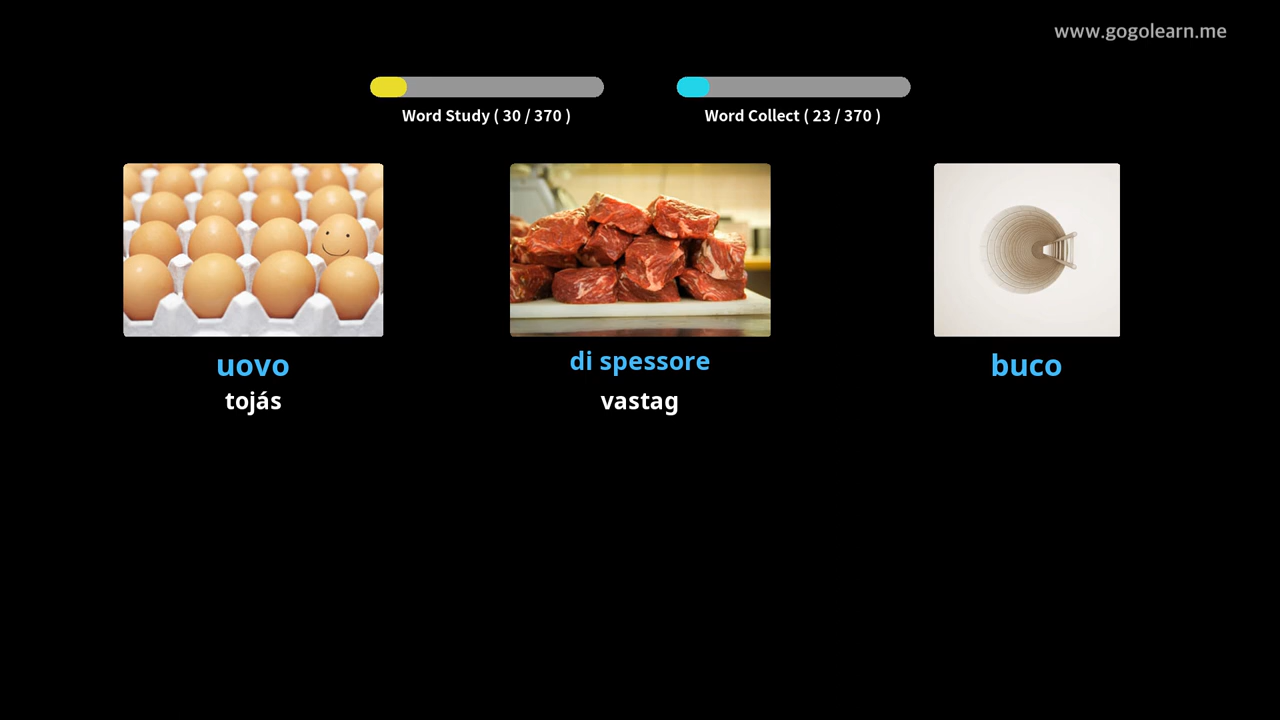 www.gogolearn.me
Word Study ( 30 / 370 )
Word Collect ( 23 / 370 )
uovo
tojás
di spessore
vastag
buco